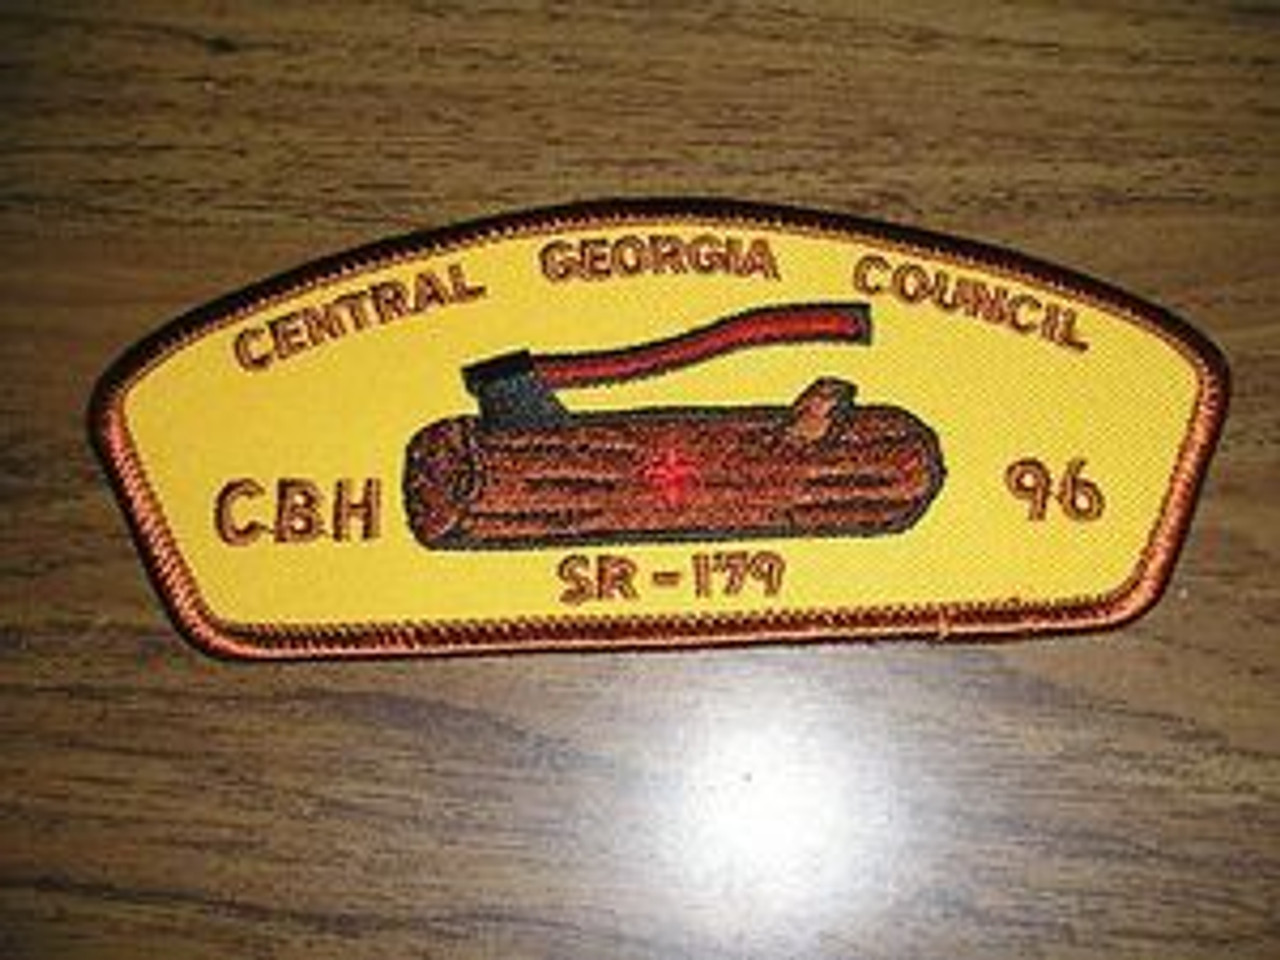 CENTRAL GEORGIA COUNCIL
CBH 96
SR-179